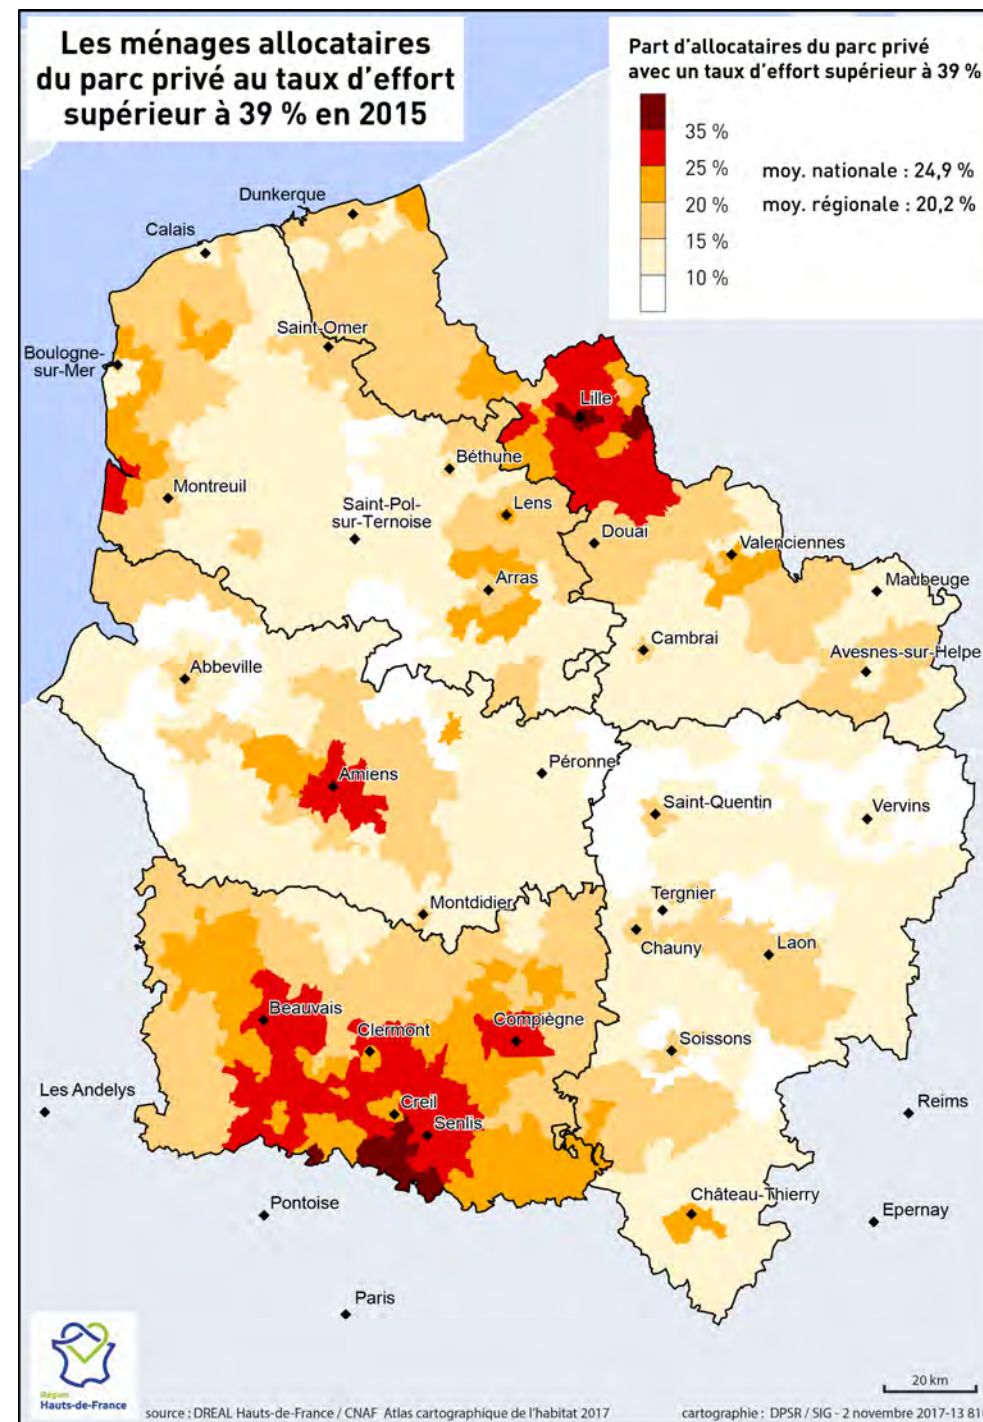 Les ménages allocataires
du parc privé au taux d'effort
supérieur à 39 % en 2015
Part d'allocataires du parc privé
avec un taux d'effort supérieur à 39 %
35 %
25 %
20 %
15 %
10 %
moy. nationale : 24,9 %
moy. régionale : 20,2 %
Dunkerque
Calais
Saint-Omer
Boulogne-
sur-Mer
Lille
Béthune
Montreuil
Saint-Pol-
sur-Ternoise
Lens
Douai
Valenciennes
Arras
Maubeuge
Cambrai
Avesnes-sur-Helpe
Abbeville
Amiens
Péronne
Saint-Quentin
Vervins
Tergnier
Montdidier
Chauny
Laon
Beauvais
Clermont
Compiègne
Soissons
Les Andelys
Creil
Senlis
Reims
Château-Thierry
Pontoise
Epernay
Paris
20 km
Région
Hauts-de-France
source : DREAL Hauts-de-France / CNAF Atlas cartographique de l'habitat 2017
cartographie : DPSR / SIG - 2 novembre 2017-13 810